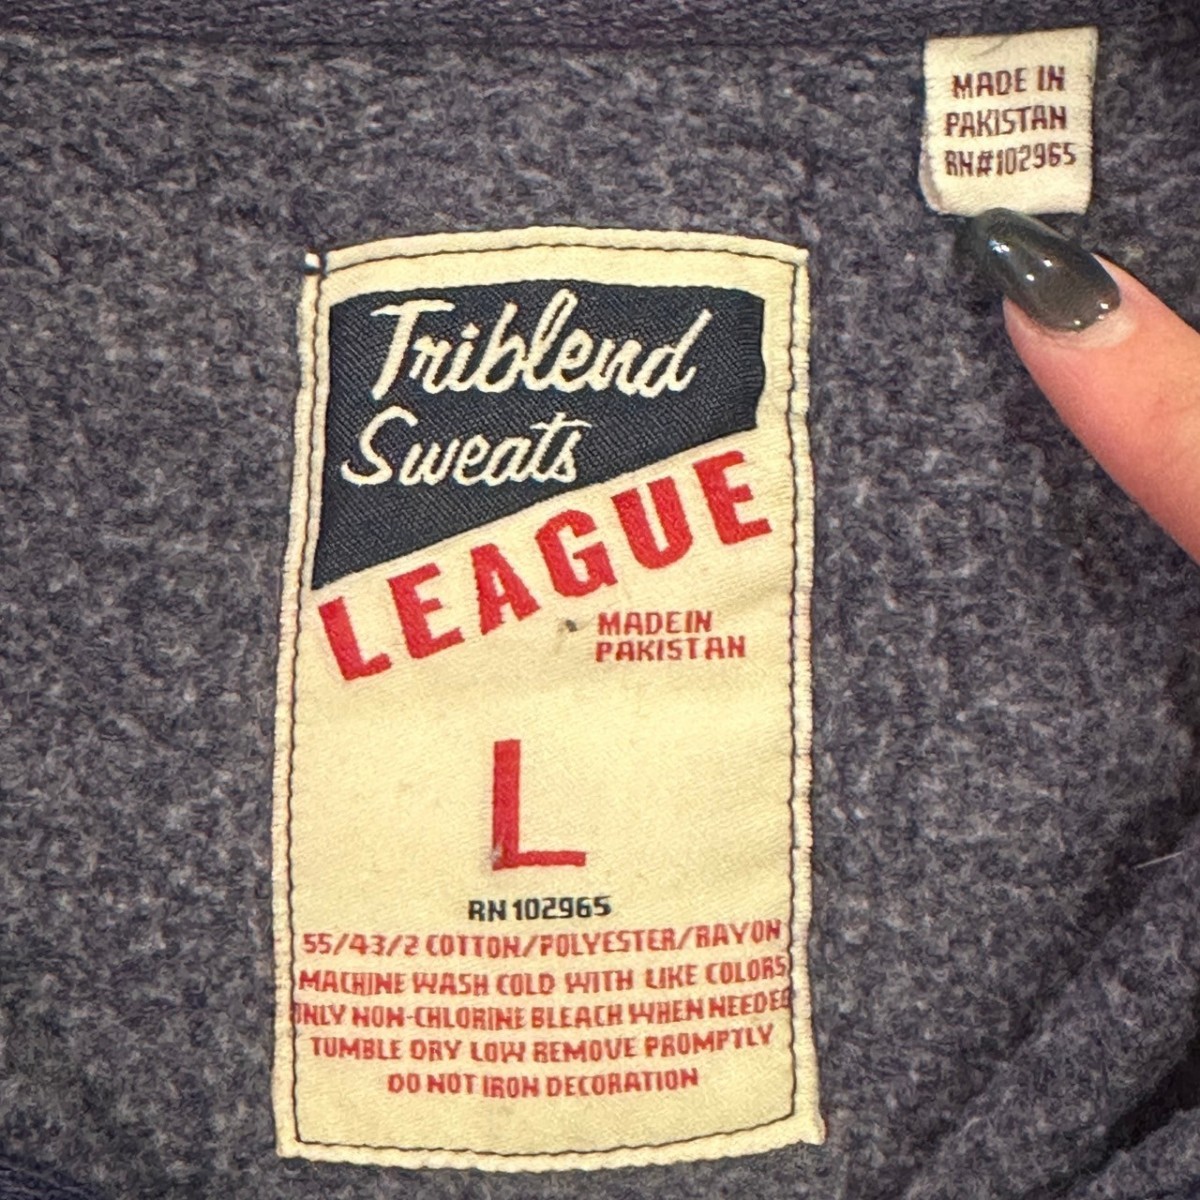 MADE IN
PAKISTAN
RN#102965
Triblend
Sweats
LEAGUE
MADE IN
PAKISTAN
L
RN 102965
55/43/2 COTTON/POLYESTER/RAYON
MACHINE WASH COLD WITH LIKE COLORS
ONLY NON-CHLORINE BLEACH WHEN NEEDED
TUMBLE DRY LOW REMOVE PROMPTLY
DO NOT IRON DECORATION